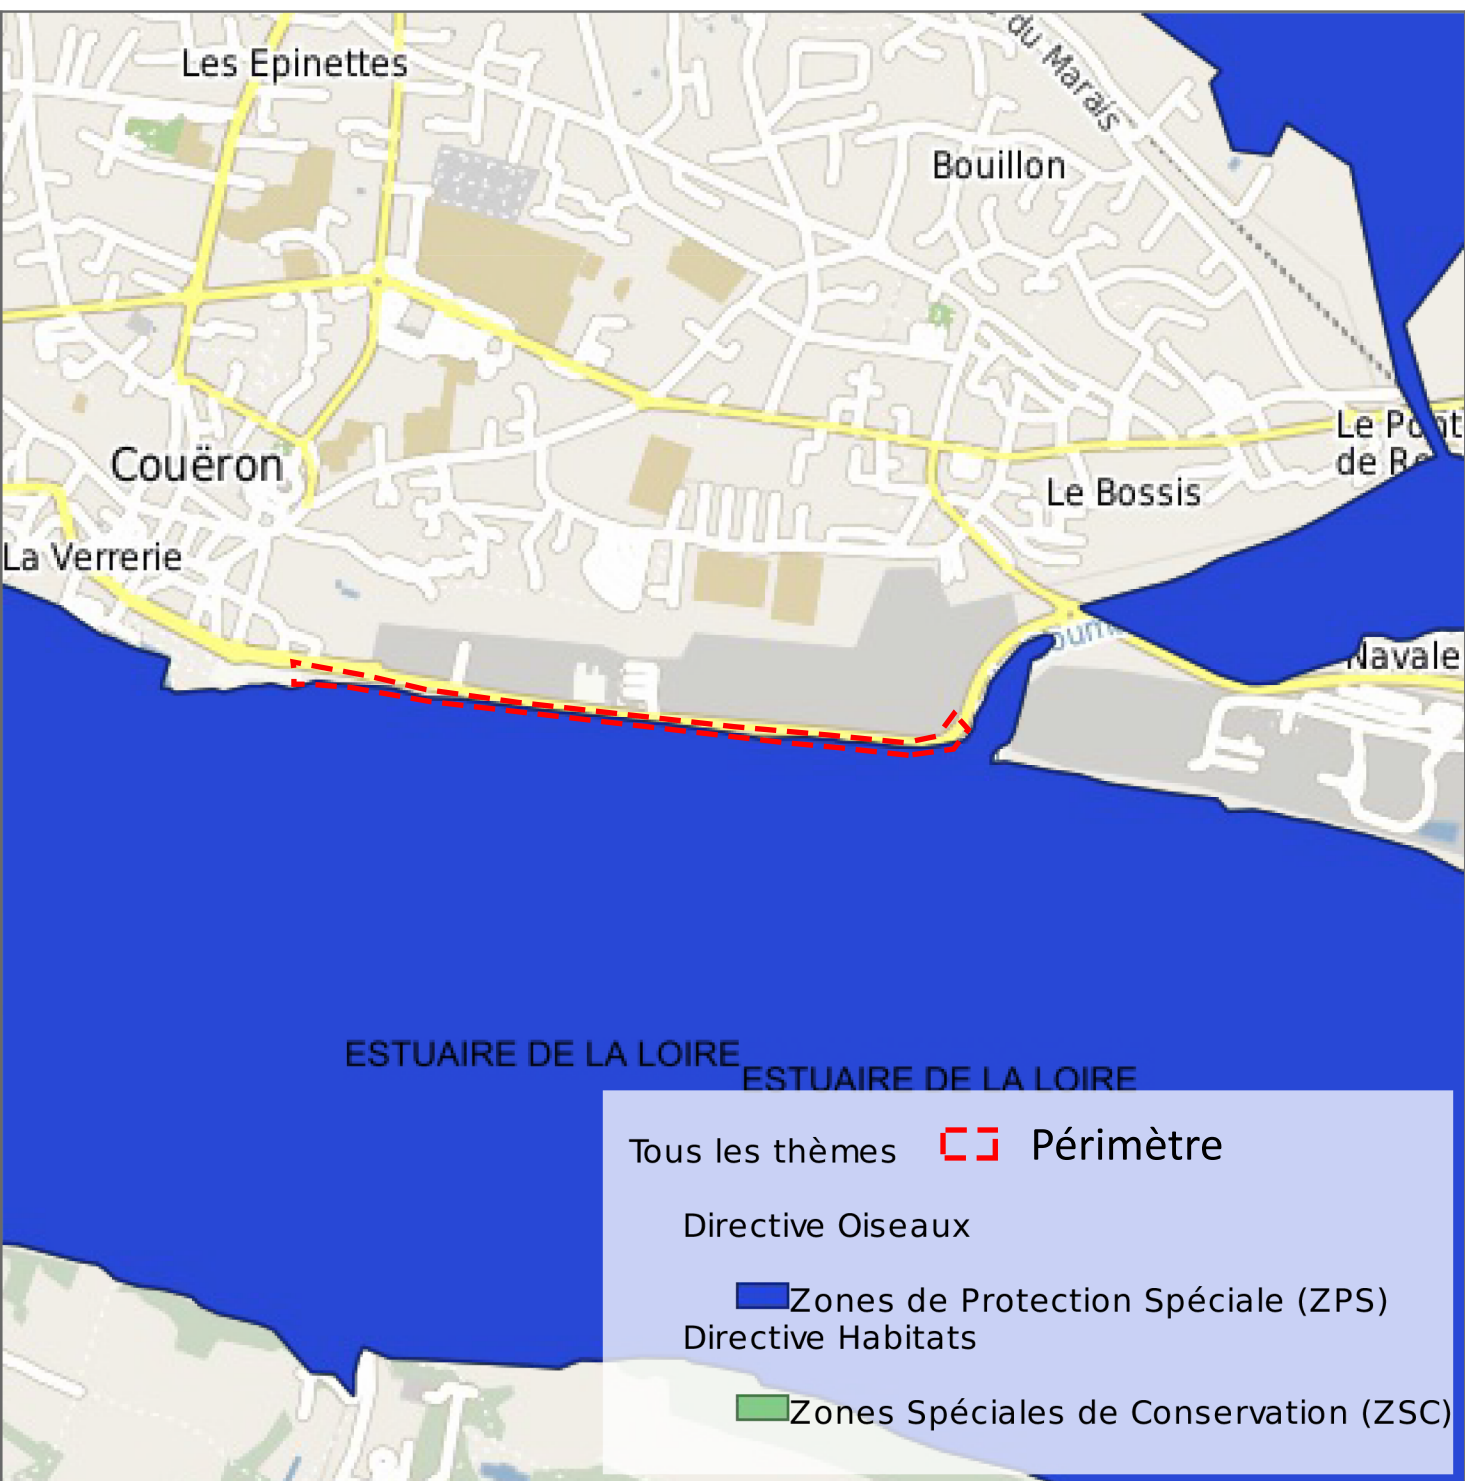 du Marais
Les Epinettes
Bouillon
Couëron
Le Bossis
La Verrerie
Navale
ESTUAIRE DE LA LOIRE
ESTUAIRE DE LA LOIRE
Tous les thèmes
Périmètre
Directive Oiseaux
Zones de Protection Spéciale (ZPS)
Directive Habitats
Zones Spéciales de Conservation (ZSC)